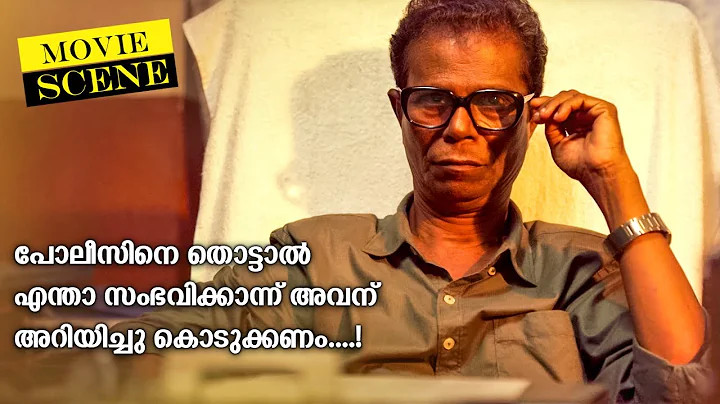 MOVIE
SCENE
പോലീസിനെ തൊട്ടാൽ
എന്താ സംഭവിക്കാന്ന് അവന്
അറിയിച്ചു കൊടുക്കണം....!